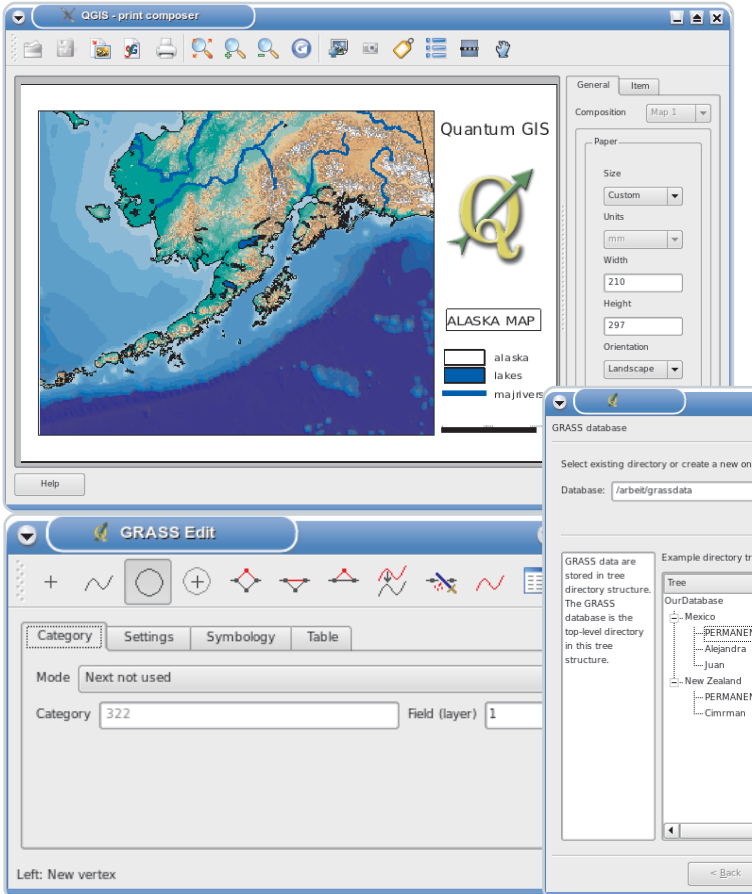 QGIS - print composer
General
Item
Composition
Map 1
Paper
Size
Custom
Units
mm
Width
210
Height
297
Orientation
Landscape
Quantum GIS
ALASKA MAP
alaska
lakes
majrivers
Help
GRASS database
Select existing directory or create a new on
Database:
/arbeit/grassdata
GRASS data are
stored in tree
directory structure.
The GRASS
database is the
top-level directory
in this tree
structure.
Example directory tr
Tree
OurDatabase
Mexico
PERMANEN
Alejandra
Juan
New Zealand
PERMANEN
Cimrman
< Back
GRASS Edit
Category
Settings
Symbology
Table
Mode
Next not used
Category
322
Field (layer)
1
Left: New vertex